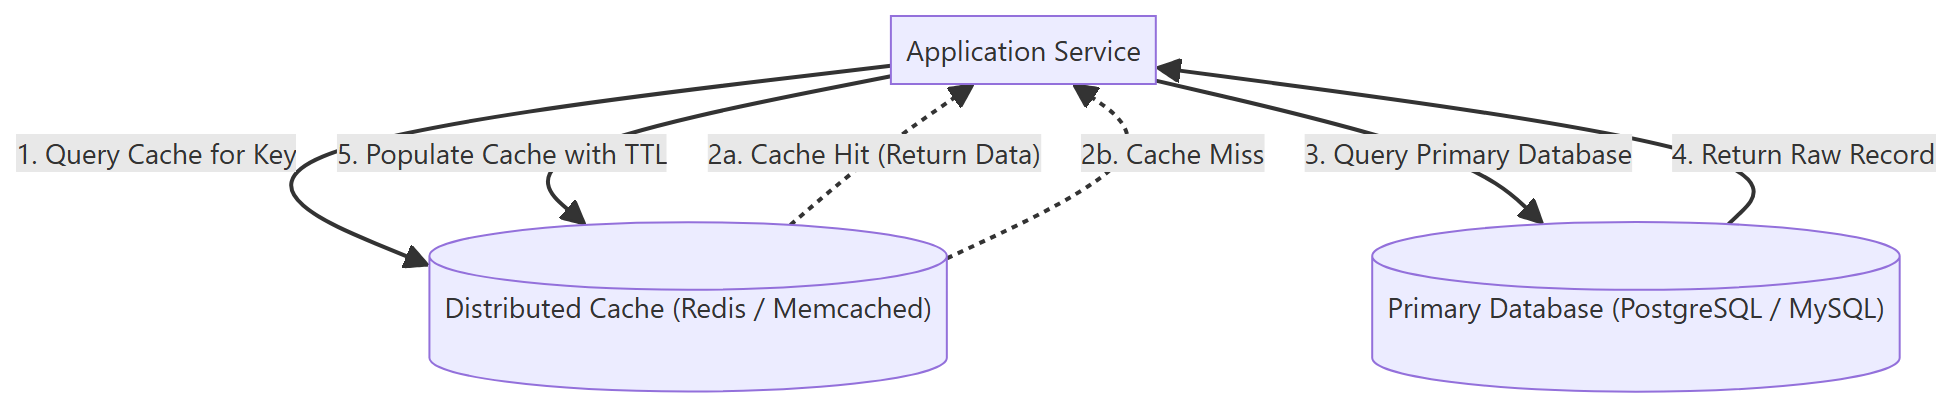 Application Service
1. Query Cache for Key
5. Populate Cache with TTL
2a. Cache Hit (Return Data)
2b. Cache Miss
3. Query Primary Database
4. Return Raw Record
Distributed Cache (Redis / Memcached)
Primary Database (PostgreSQL / MySQL)